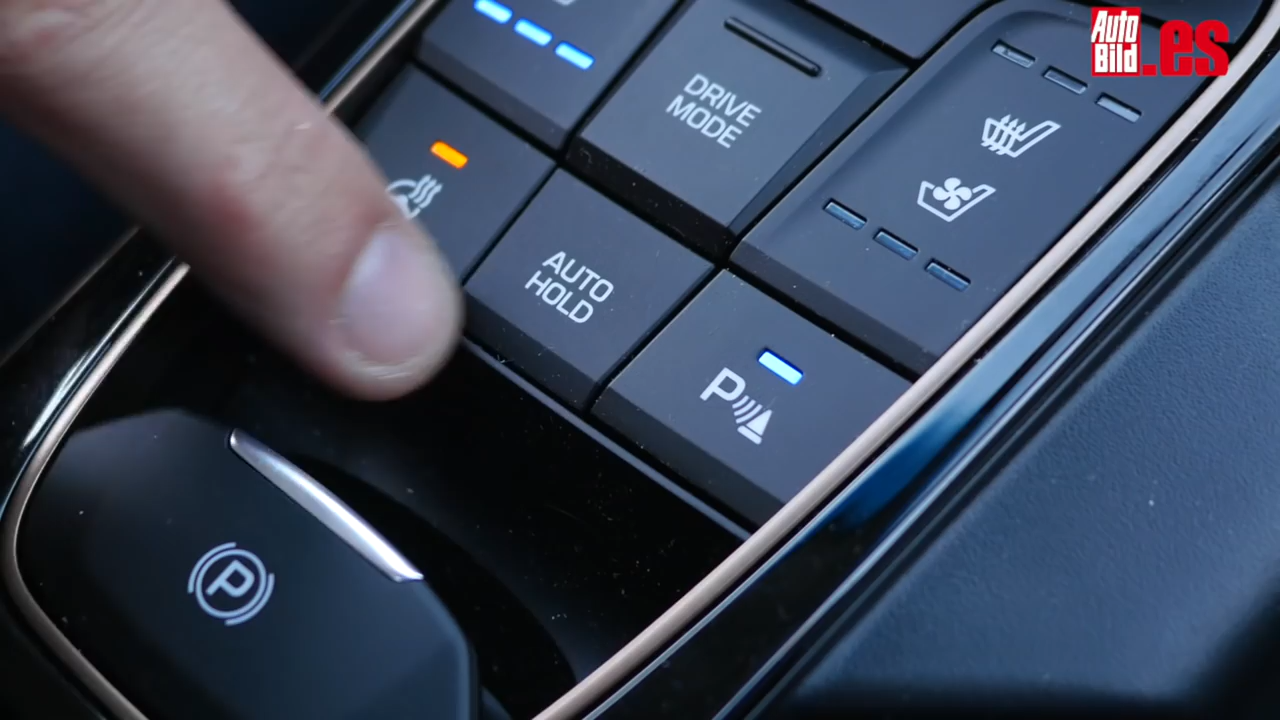 Auto
Bild
.es
DRIVE
MODE
AUTO
HOLD
P
P